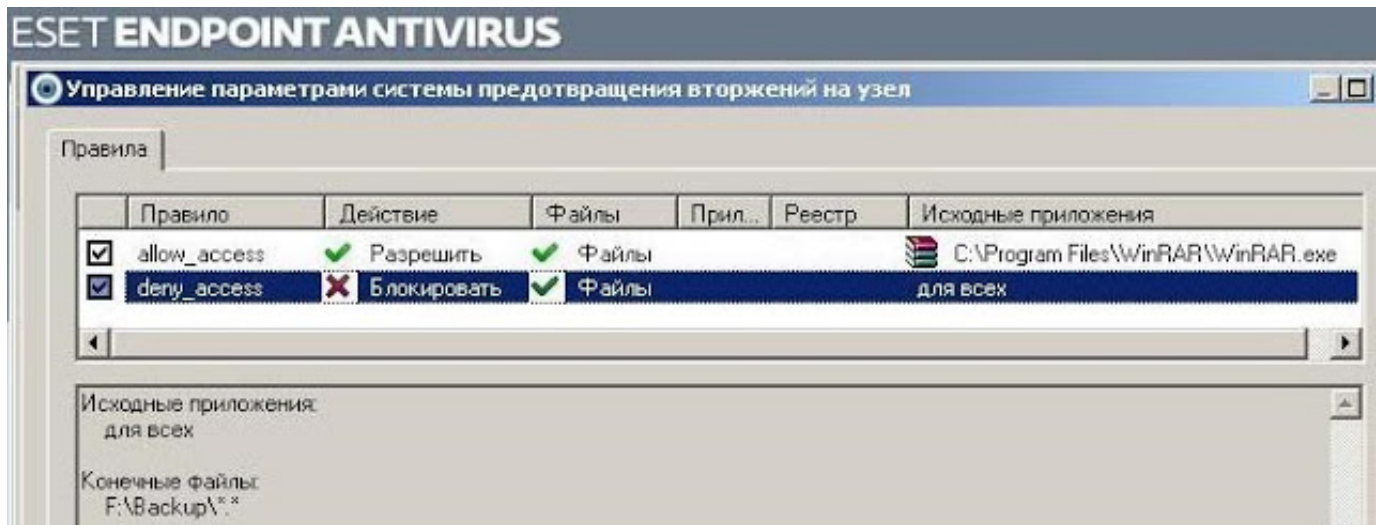 ESET ENDPOINT ANTIVIRUS
Управление параметрами системы предотвращения вторжений на узел
Правила
Правило Действие Файлы Прил... Реестр Исходные приложения
allow_access Разрешить Файлы C:\Program Files\WinRAR\WinRAR.exe
deny_access Блокировать Файлы для всех
Исходные приложения:
для всех
Конечные файлы:
F:\Backup\*.*